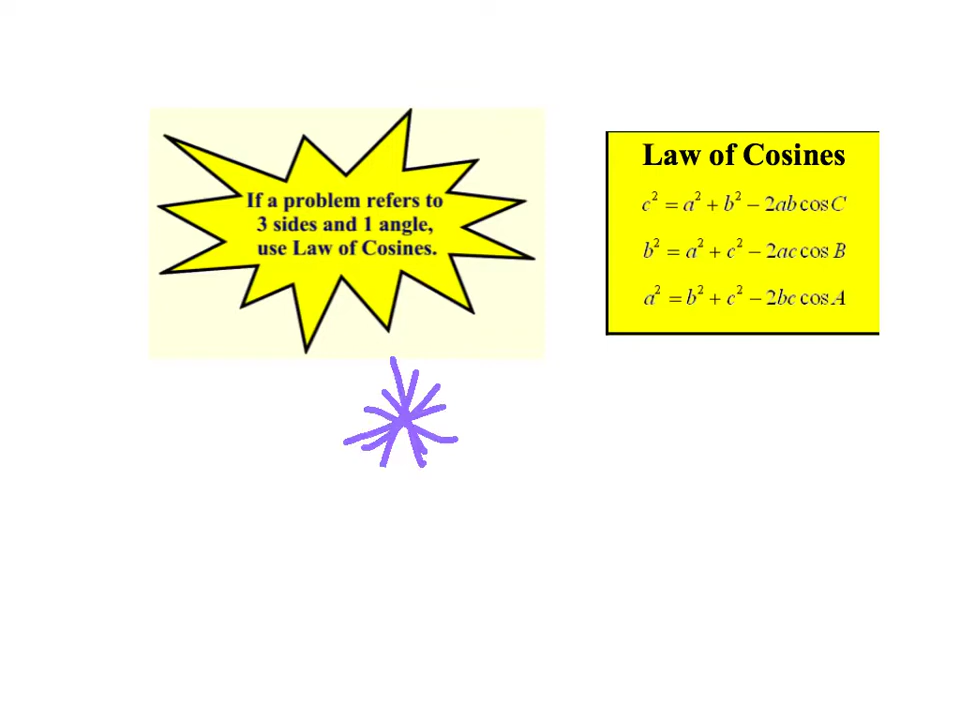 If a problem refers to
3 sides and 1 angle,
use Law of Cosines.
Law of Cosines
c² = a² + b² − 2ab cos C
b² = a² + c² − 2ac cos B
a² = b² + c² − 2bc cos A